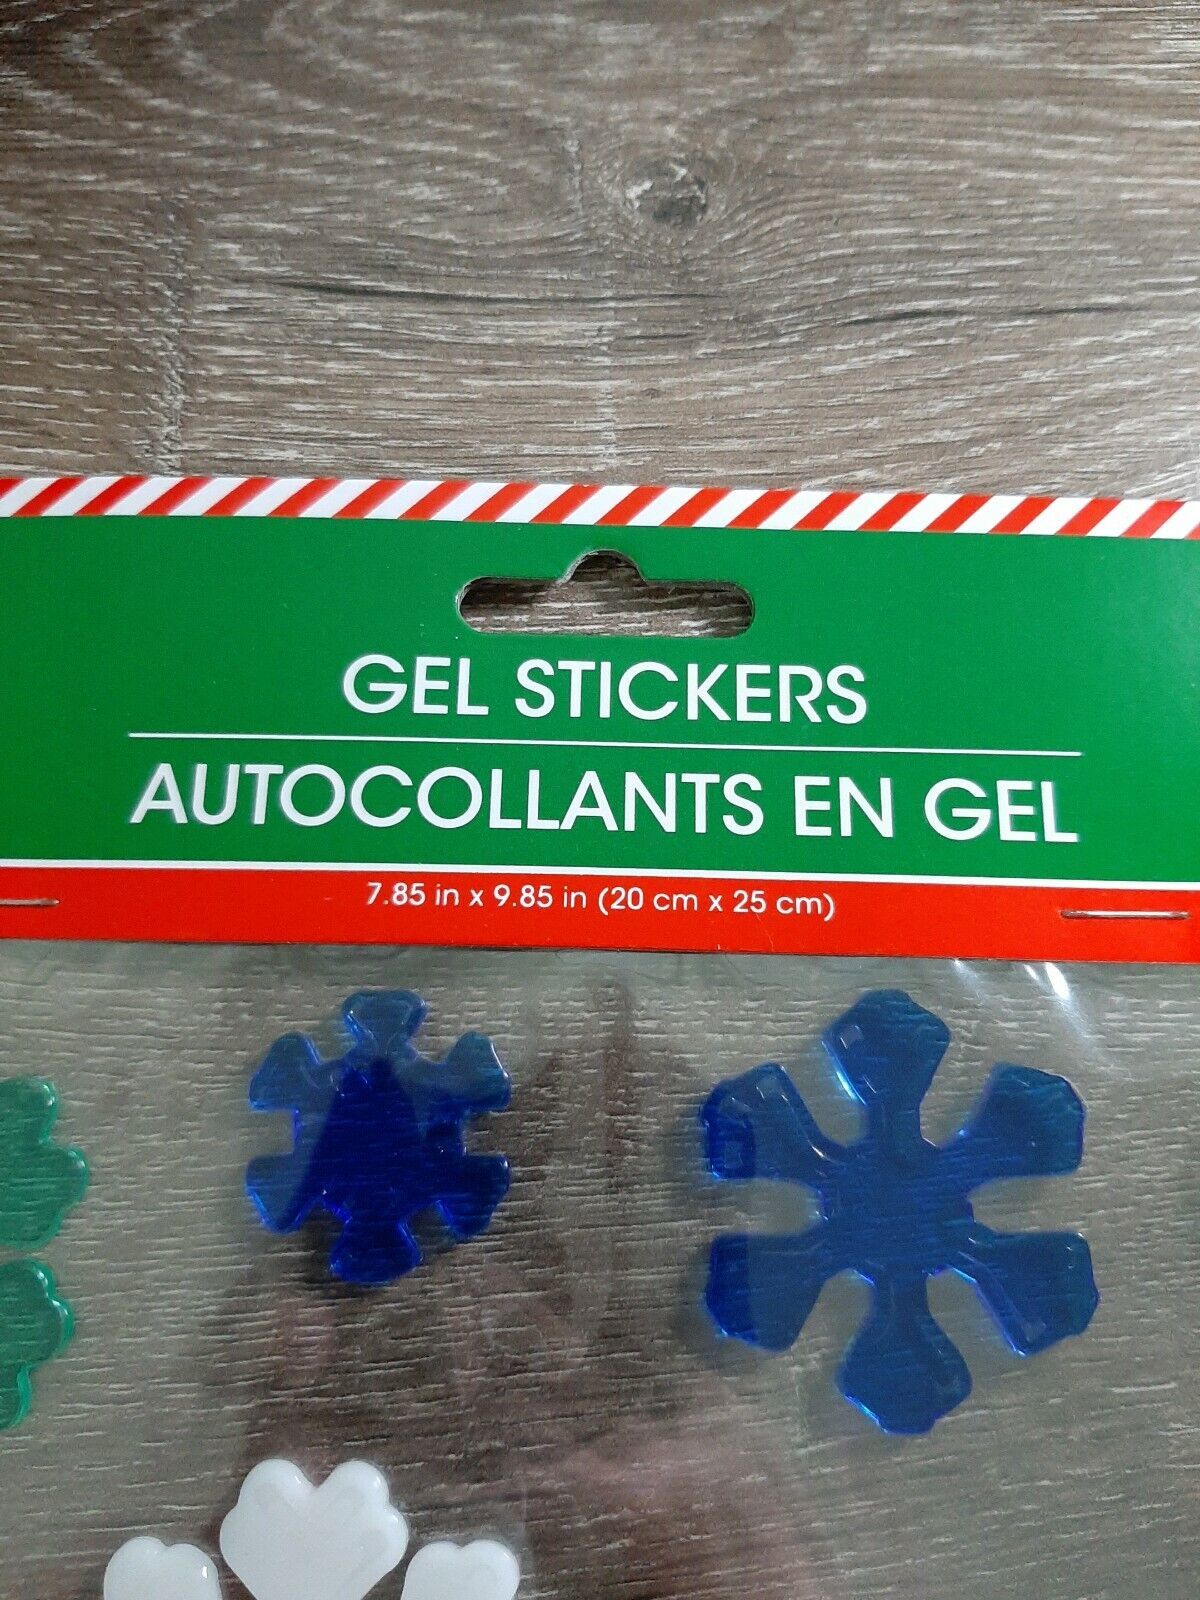 GEL STICKERS
AUTOCOLLANTS EN GEL
7.85 in x 9.85 in (20 cm x 25 cm)